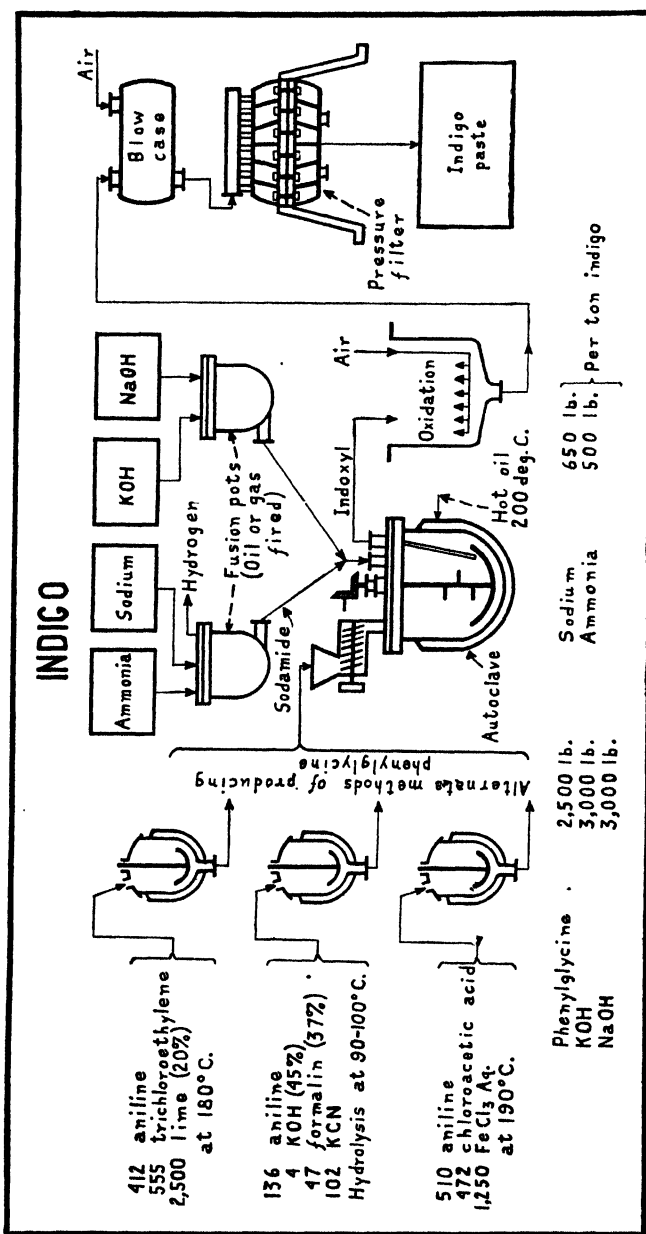 INDIGO
412 aniline
555 trichloroethylene
2,500 lime (20%)
at 180°C.
136 aniline
4 KOH (45%)
47 formalin (37%)
102 KCN
Hydrolysis at 90-100°C.
510 aniline
472 chloroacetic acid
1,250 FeCl₃ Aq.
at 190°C.
Alternate methods of producing
phenylglycine
Ammonia
Sodium
KOH
NaOH
Hydrogen
Fusion pots
(Oil or gas
fired)
Sodamide
Autoclave
Hot oil
200 deg.C.
Indoxyl
Air
Oxidation
Air
Blow
case
Pressure
filter
Indigo
paste
Phenylglycine 2,500 lb.
KOH 3,000 lb.
NaOH 3,000 lb.
Sodium 650 lb.
Ammonia 500 lb.
Per ton indigo